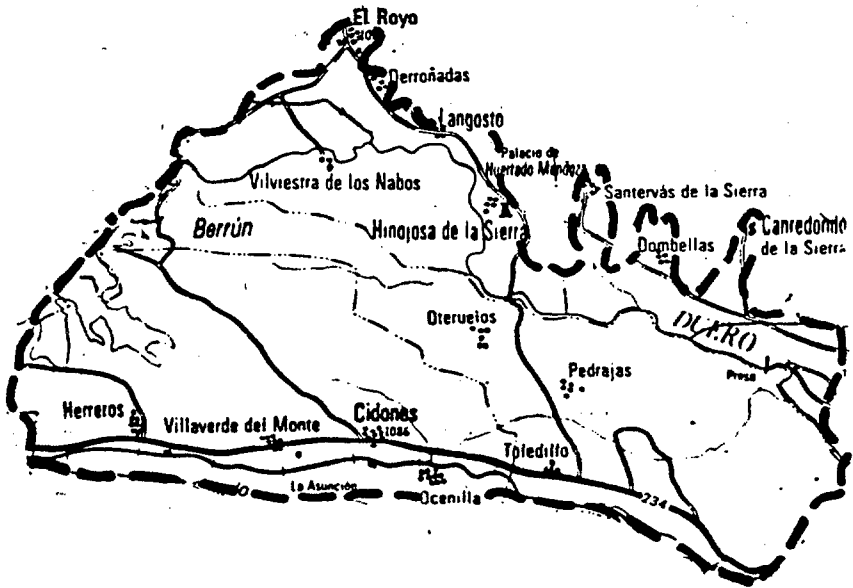 El Royo
Derroñadas
Langosto
Palacio de
Hurtado Mendoza
Santervás de la Sierra
Vilviestra de los Nabos
Berrún
Hinojosa de la Sierra
Canredondo
de la Sierra
Dombellas
Oteruelos
DUERO
Pedrajas
Presa
Herreros
Villaverde del Monte
Cidones
1086
Toledillo
La Asunción
Ocenilla
234